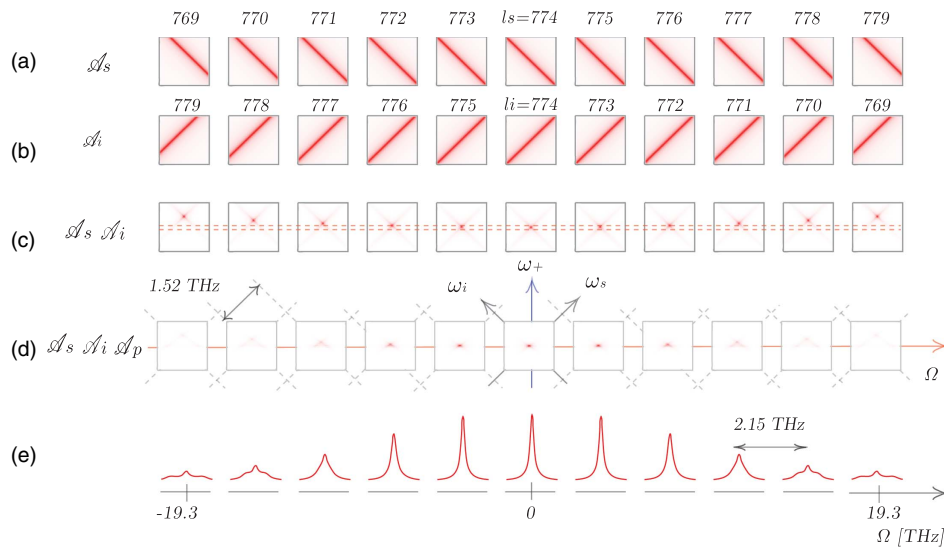 769 770 771 772 773 ls=774 775 776 777 778 779
(a) 𝒜s
779 778 777 776 775 li=774 773 772 771 770 769
(b) 𝒜i
(c) 𝒜s 𝒜i
ω+
1.52 THz ωi ωs
(d) 𝒜s 𝒜i 𝒜p
Ω
2.15 THz
(e)
-19.3 0 19.3
Ω [THz]